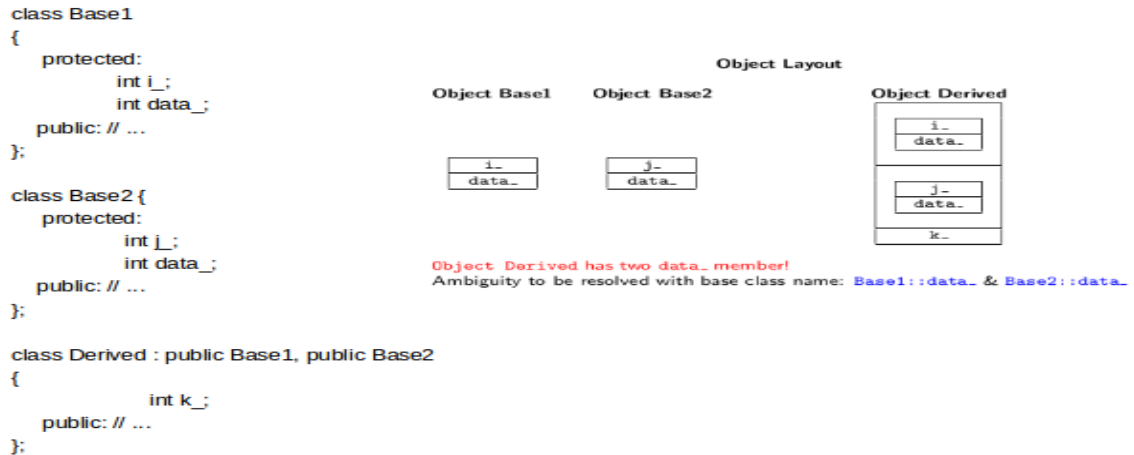 class Base1
{
protected:
int i_;
int data_;
public: // ...
};
class Base2 {
protected:
int j_;
int data_;
public: // ...
};
class Derived : public Base1, public Base2
{
int k_;
public: // ...
};
Object Layout
Object Base1 Object Base2 Object Derived
i_
data_
j_
data_
i_
data_
j_
data_
k_
Object Derived has two data_ member!
Ambiguity to be resolved with base class name: Base1::data_ & Base2::data_